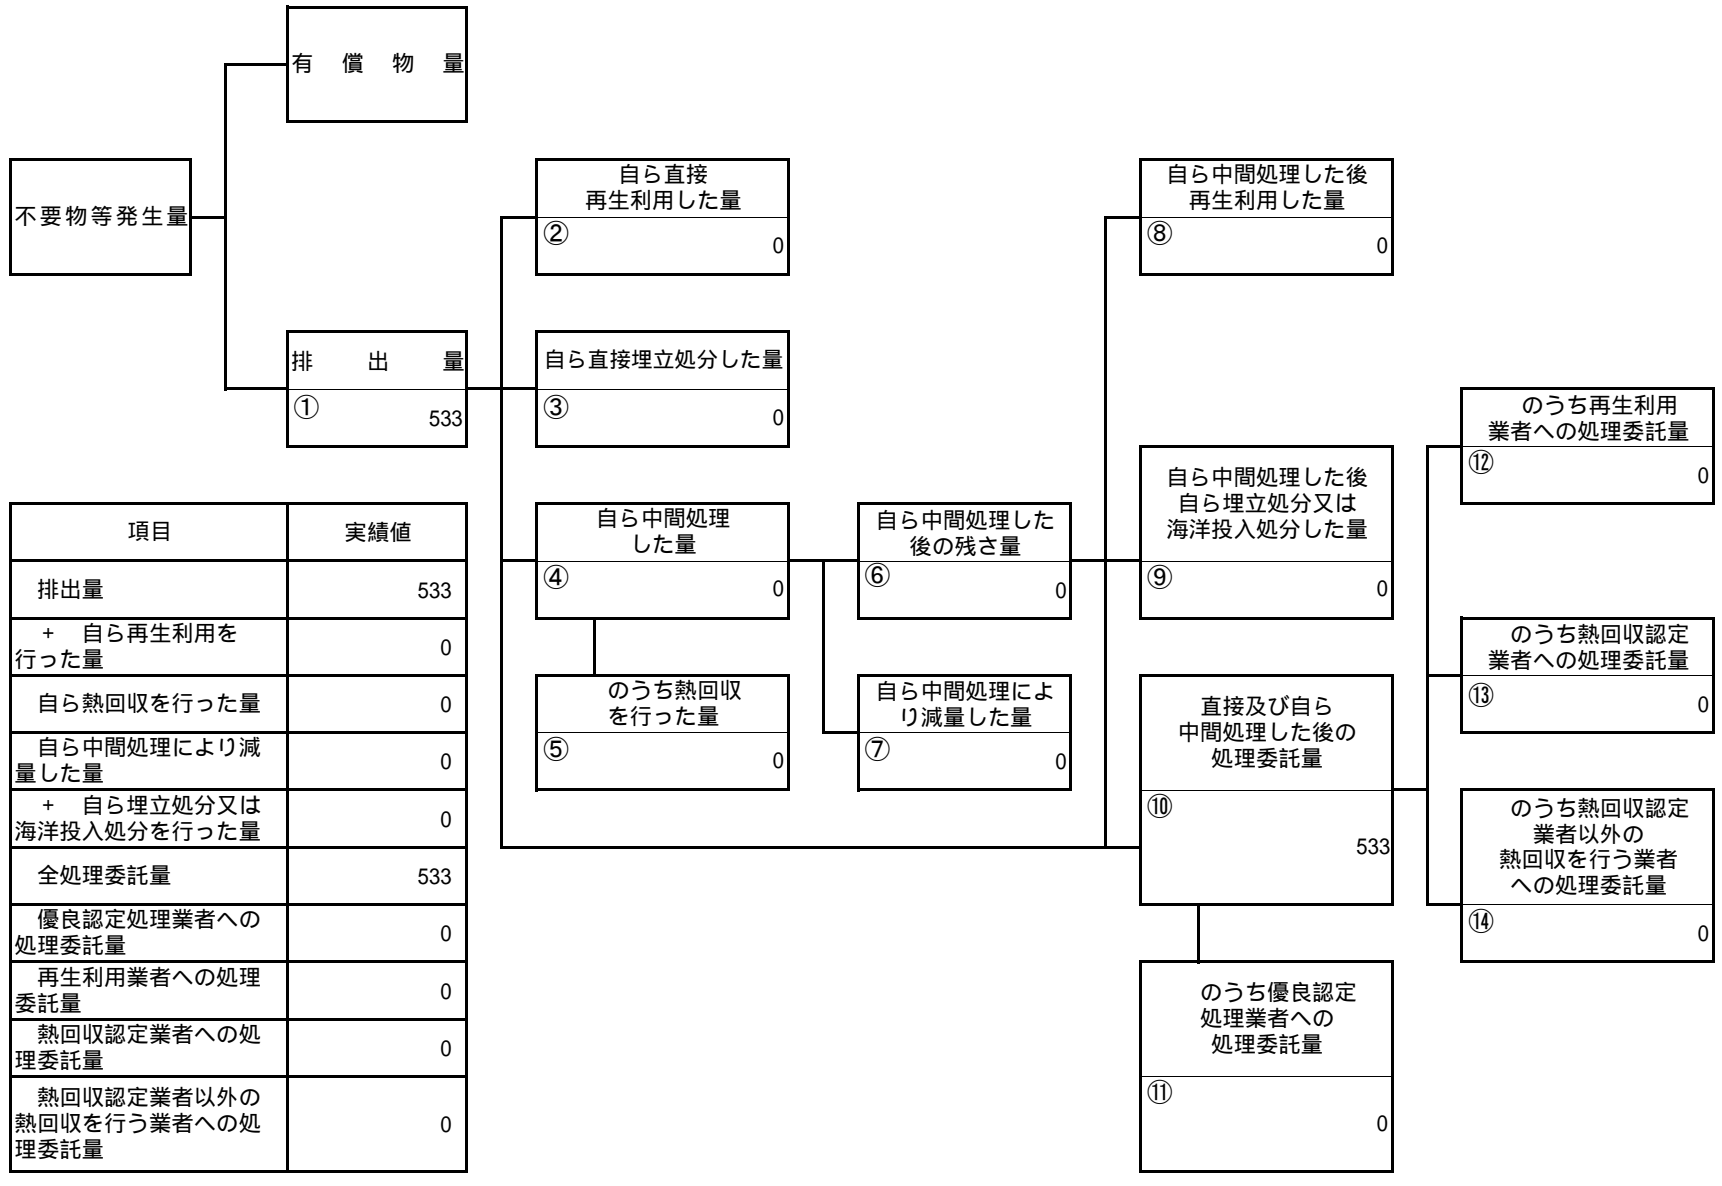 有償物量
不要物等発生量
排出量
①
533
自ら直接
再生利用した量
②
0
自ら直接埋立処分した量
③
0
自ら中間処理
した量
④
0
のうち熱回収
を行った量
⑤
0
自ら中間処理した
後の残さ量
⑥
0
自ら中間処理によ
り減量した量
⑦
0
自ら中間処理した後
再生利用した量
⑧
0
自ら中間処理した後
自ら埋立処分又は
海洋投入処分した量
⑨
0
直接及び自ら
中間処理した後の
処理委託量
⑩
533
のうち優良認定
処理業者への
処理委託量
⑪
0
のうち再生利用
業者への処理委託量
⑫
0
のうち熱回収認定
業者への処理委託量
⑬
0
のうち熱回収認定
業者以外の
熱回収を行う業者
への処理委託量
⑭
0
項目 実績値
排出量 533
+ 自ら再生利用を
行った量 0
自ら熱回収を行った量 0
自ら中間処理により減
量した量 0
+ 自ら埋立処分又は
海洋投入処分を行った量 0
全処理委託量 533
優良認定処理業者への
処理委託量 0
再生利用業者への処理
委託量 0
熱回収認定業者への処
理委託量 0
熱回収認定業者以外の
熱回収を行う業者への処
理委託量 0